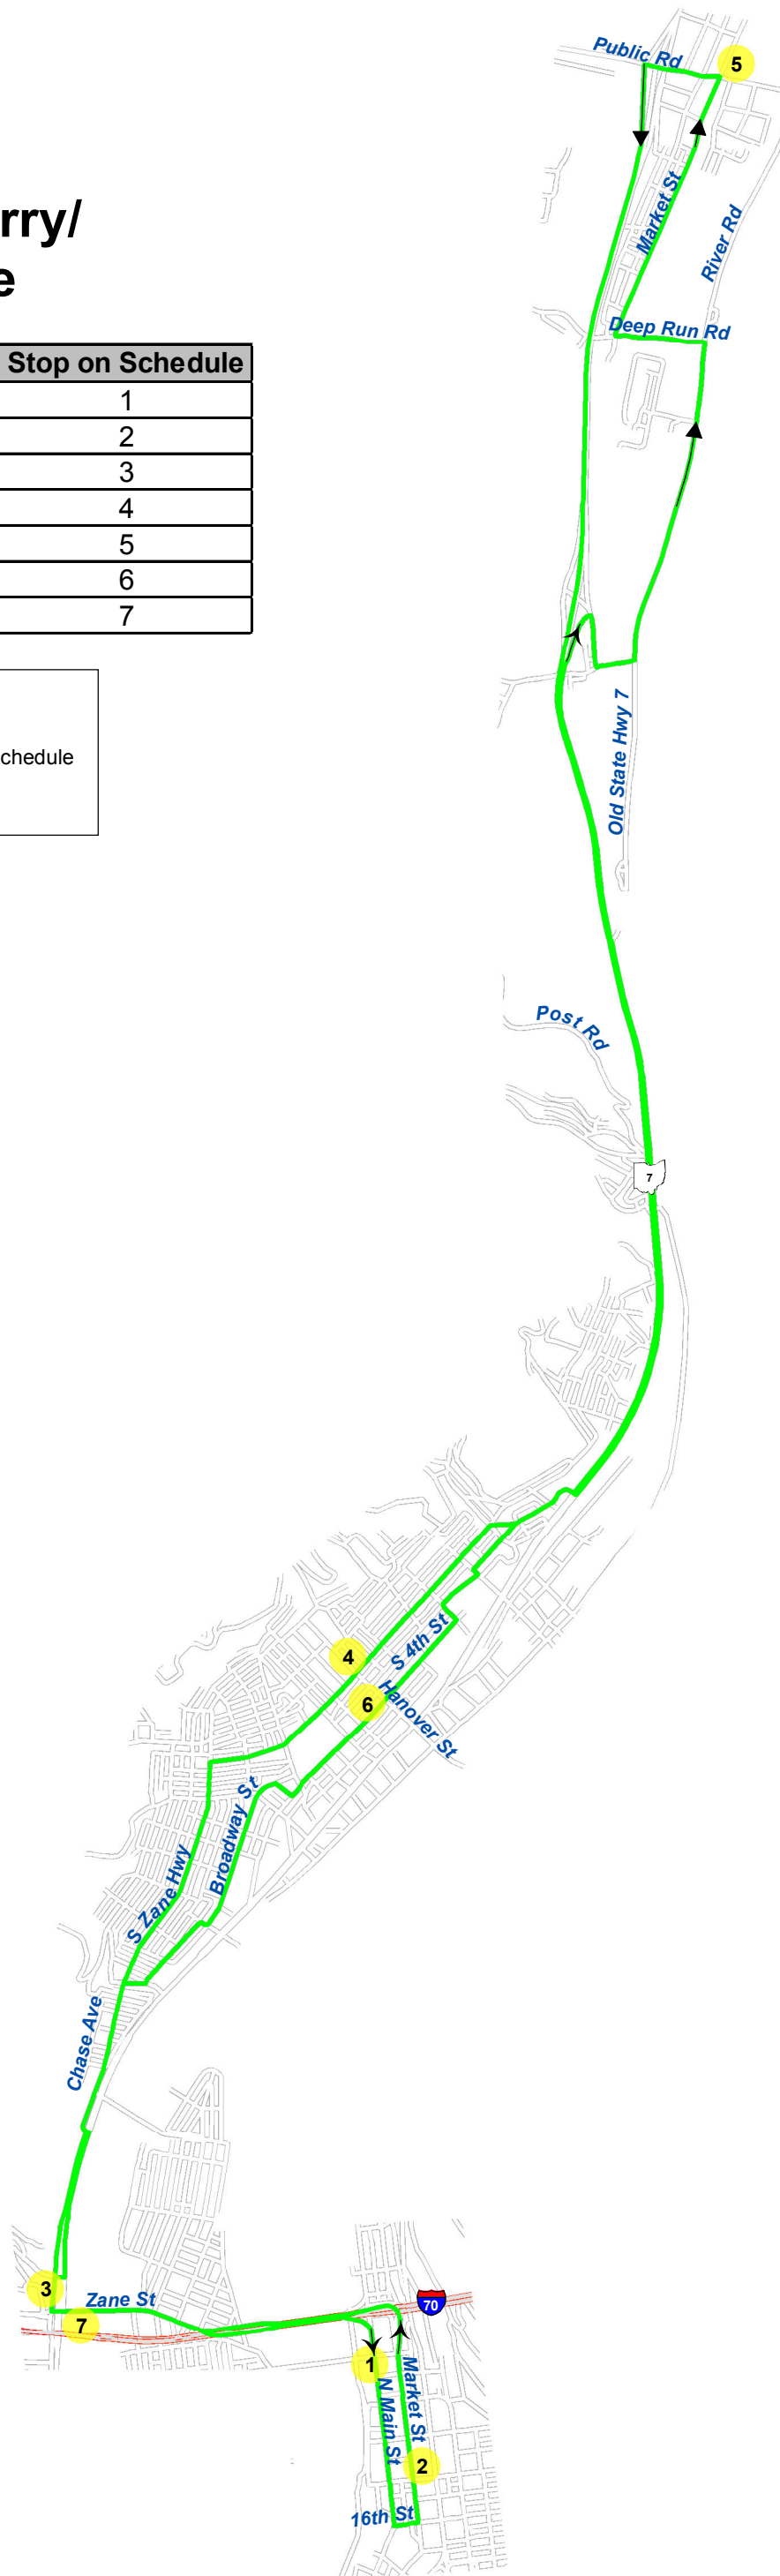 Public Rd
5
rry/
Market St
River Rd
e
Deep Run Rd
Stop on Schedule
1
2
3
4
5
6
7
chedule
Old State Hwy 7
Post Rd
7
4
S 4th St
6
Hanover St
Broadway St
S Zane Hwy
Chase Ave
3
Zane St
70
7
1
Market St
N Main St
2
16th St